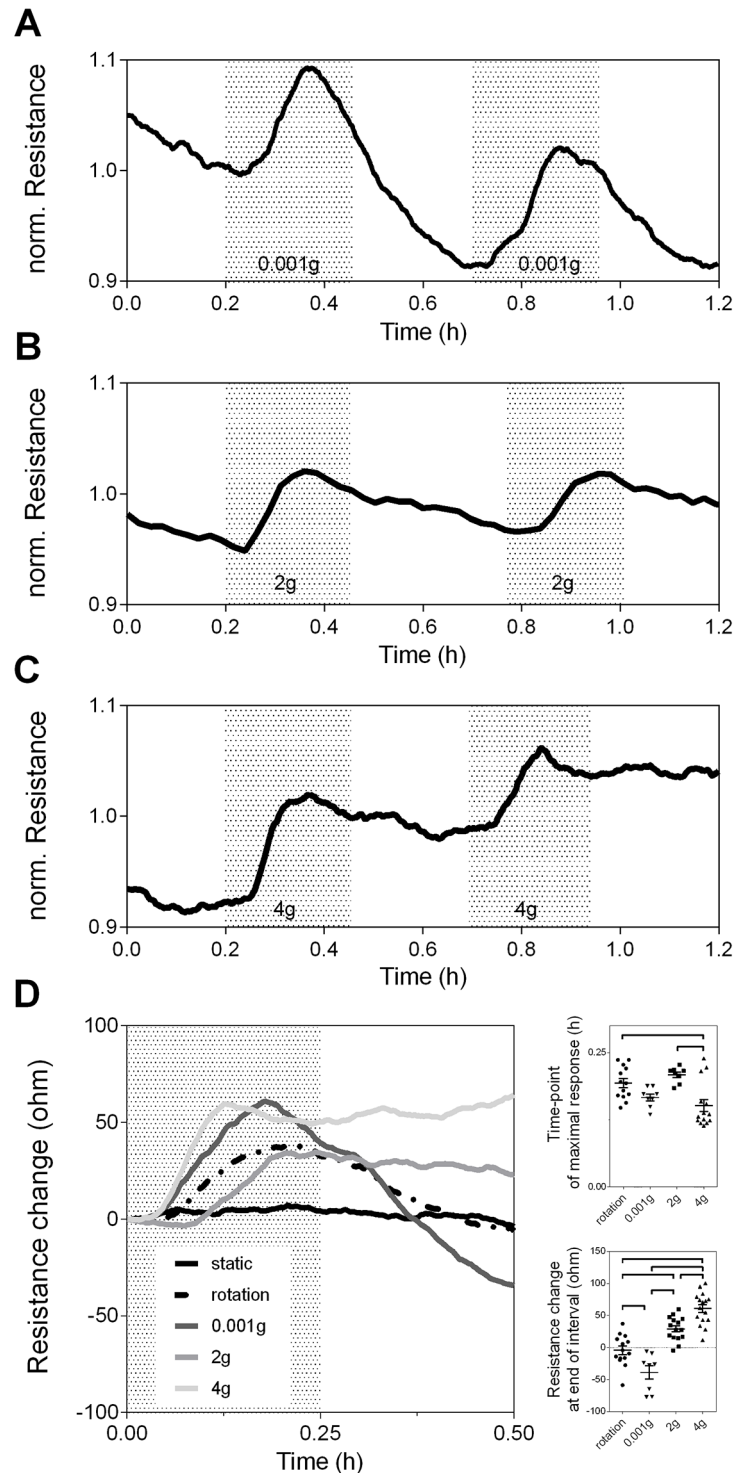 A
norm. Resistance
1.1
1.0
0.9
0.001g
0.001g
0.0
0.2
0.4
0.6
0.8
1.0
1.2
Time (h)
B
norm. Resistance
1.1
1.0
0.9
2g
2g
0.0
0.2
0.4
0.6
0.8
1.0
1.2
Time (h)
C
norm. Resistance
1.1
1.0
0.9
4g
4g
0.0
0.2
0.4
0.6
0.8
1.0
1.2
Time (h)
D
Resistance change (ohm)
100
50
0
-50
-100
static
rotation
0.001g
2g
4g
0.00
0.25
0.50
Time (h)
Time-point
of maximal response (h)
0.25
0.00
rotation
0.001g
2g
4g
Resistance change
at end of interval (ohm)
150
100
50
0
-50
-100
rotation
0.001g
2g
4g